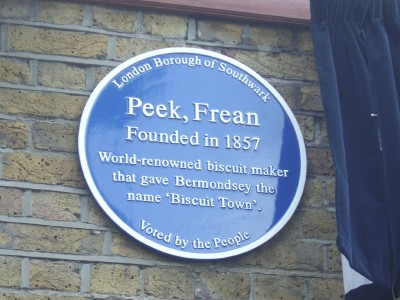 London Borough of Southwark
Peek, Frean
Founded in 1857
World-renowned biscuit maker
that gave Bermondsey the
name ‘Biscuit Town’.
Voted by the People